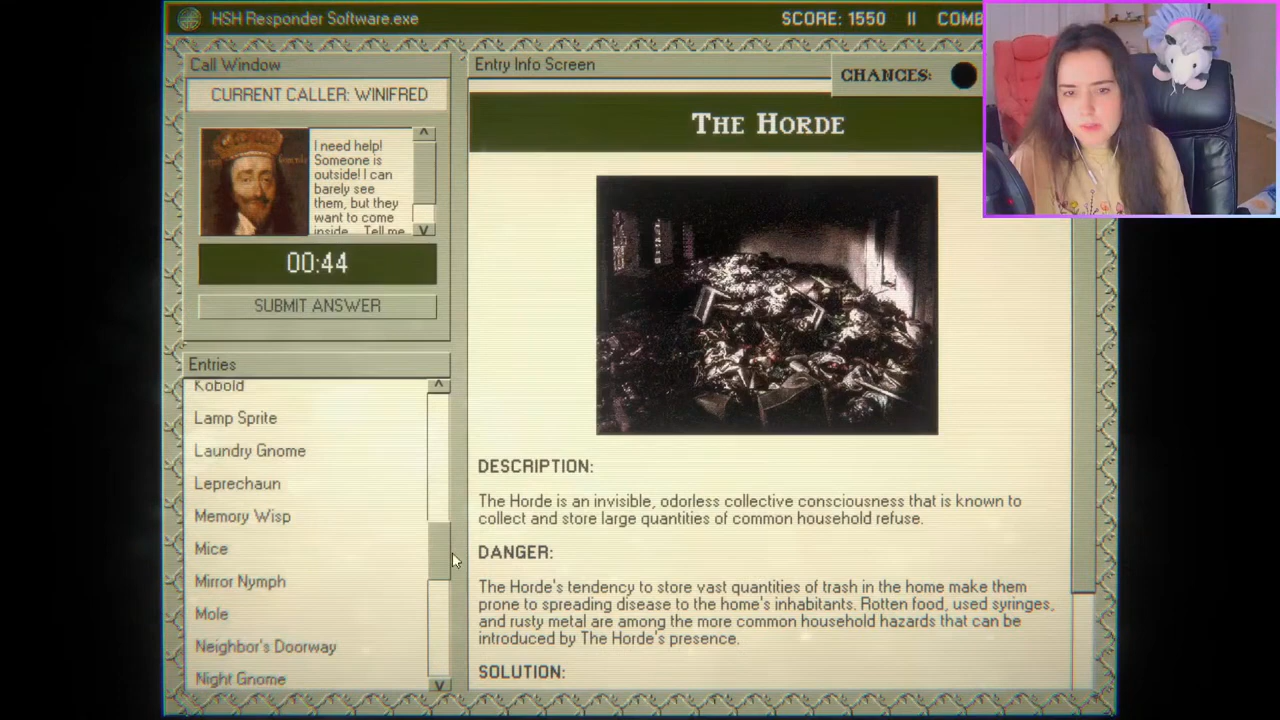 HSH Responder Software.exe
SCORE: 1550 II COMB
Call Window
CURRENT CALLER: WINIFRED
I need help!
Someone is
outside! I can
barely see
them, but they
want to come
inside... Tell me
00:44
SUBMIT ANSWER
Entries
Kobold
Lamp Sprite
Laundry Gnome
Leprechaun
Memory Wisp
Mice
Mirror Nymph
Mole
Neighbor's Doorway
Night Gnome
Entry Info Screen
CHANCES:
THE HORDE
DESCRIPTION:
The Horde is an invisible, odorless collective consciousness that is known to
collect and store large quantities of common household refuse.
DANGER:
The Horde's tendency to store vast quantities of trash in the home make them
prone to spreading disease to the home's inhabitants. Rotten food, used syringes,
and rusty metal are among the more common household hazards that can be
introduced by The Horde's presence.
SOLUTION: